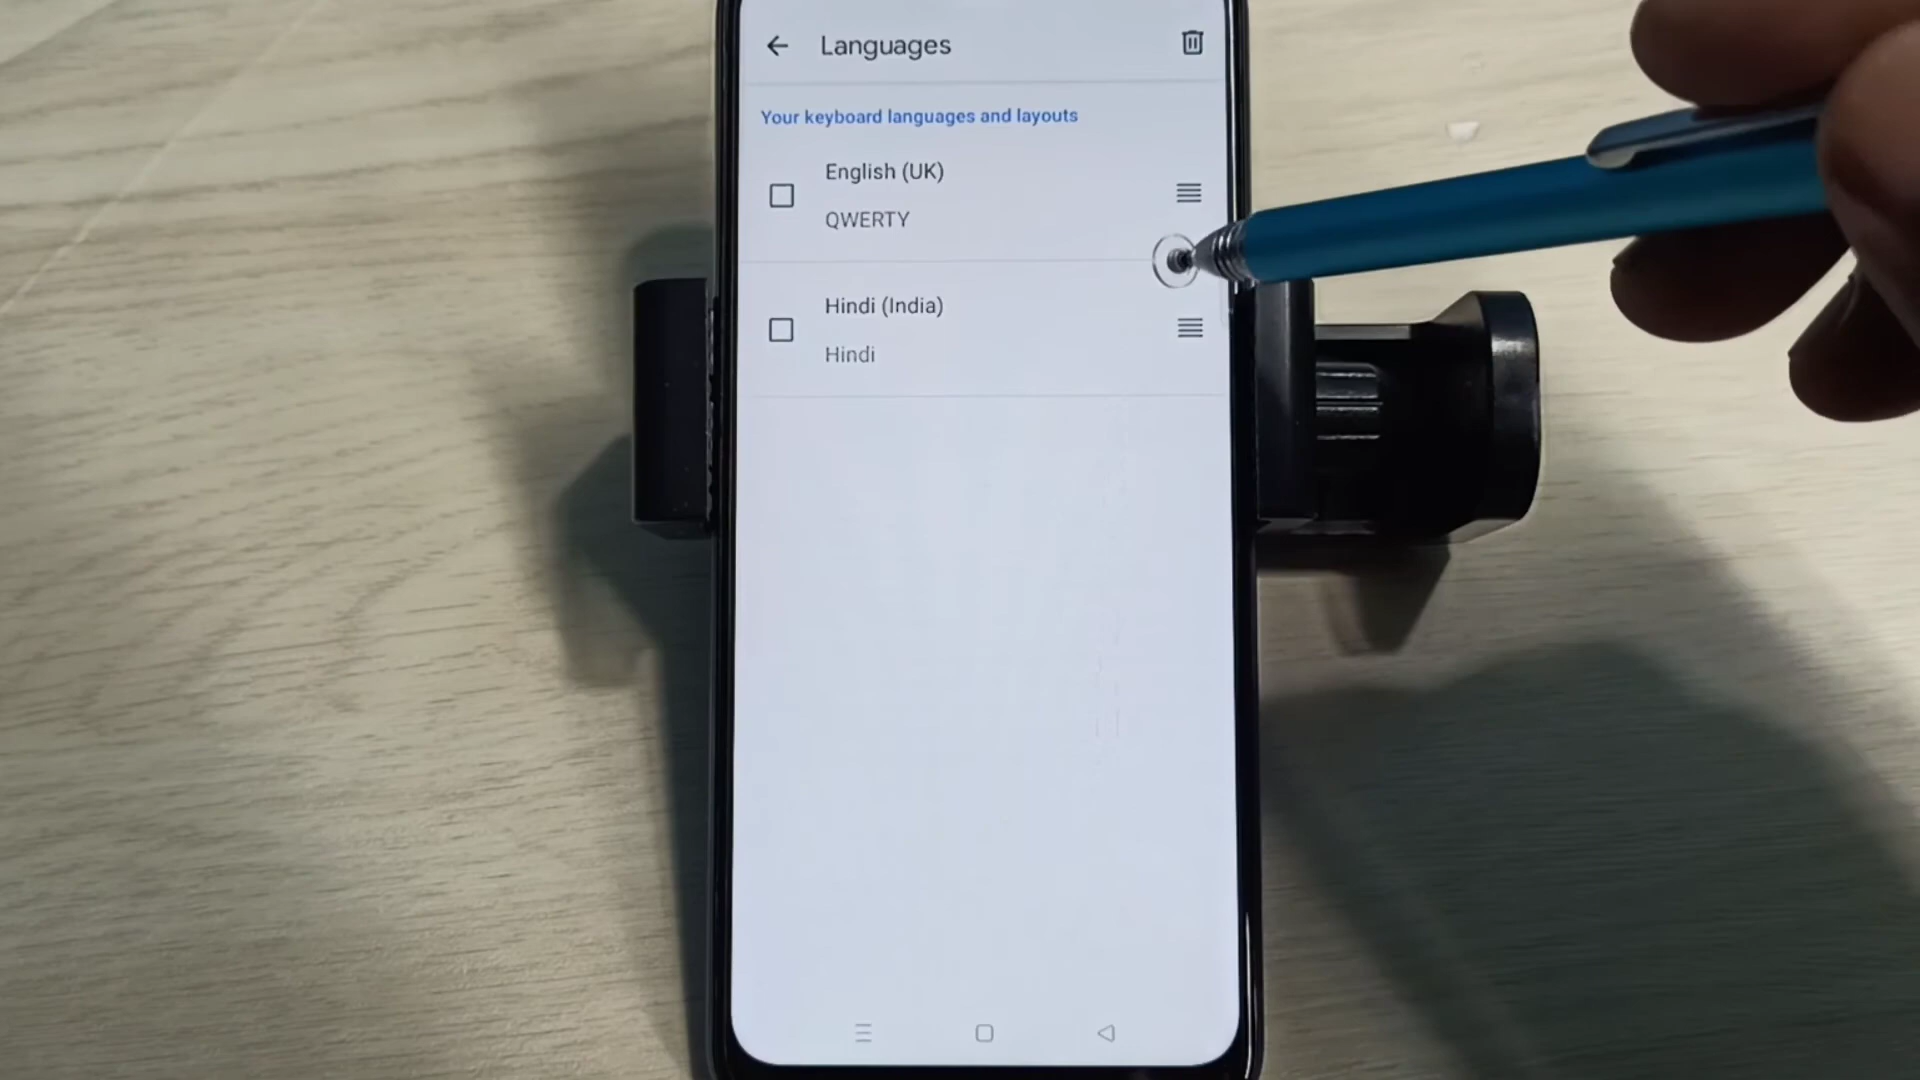 Languages
Your keyboard languages and layouts
English (UK)
QWERTY
Hindi (India)
Hindi